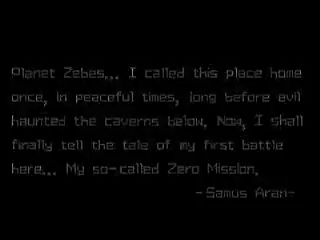 Planet Zebes... I called this place home
once, in peaceful times, long before evil
haunted the caverns below. Now, I shall
finally tell the tale of my first battle
here... My so-called Zero Mission.
-Samus Aran-